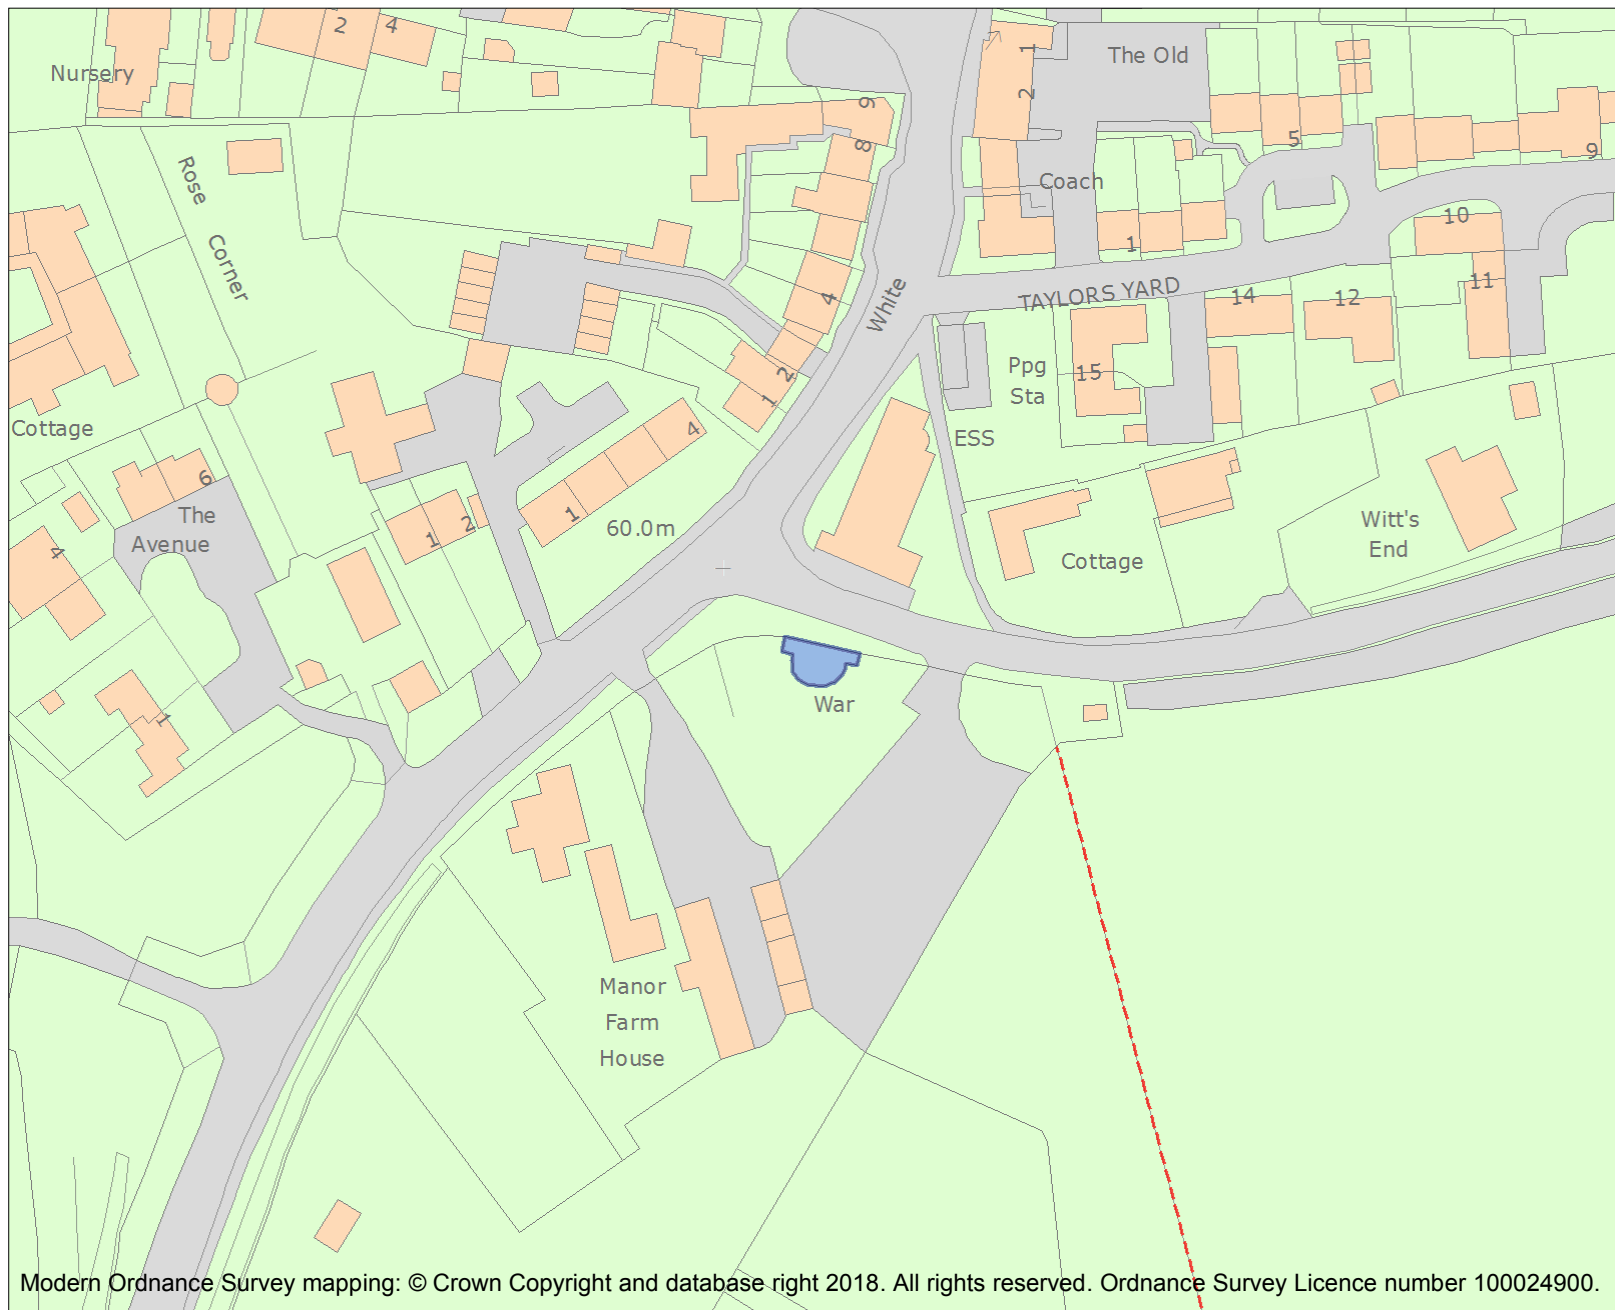 2
4
Nursery
9
8
1
2
The Old
5
9
Rose
Corner
Coach
1
10
11
White
TAYLORS YARD
4
14
12
Ppg
Sta
15
2
1
ESS
Cottage
4
6
The
Avenue
1
2
1
60.0m
Cottage
Witt's
End
4
War
1
Manor
Farm
House
Modern Ordnance Survey mapping: © Crown Copyright and database right 2018. All rights reserved. Ordnance Survey Licence number 100024900.